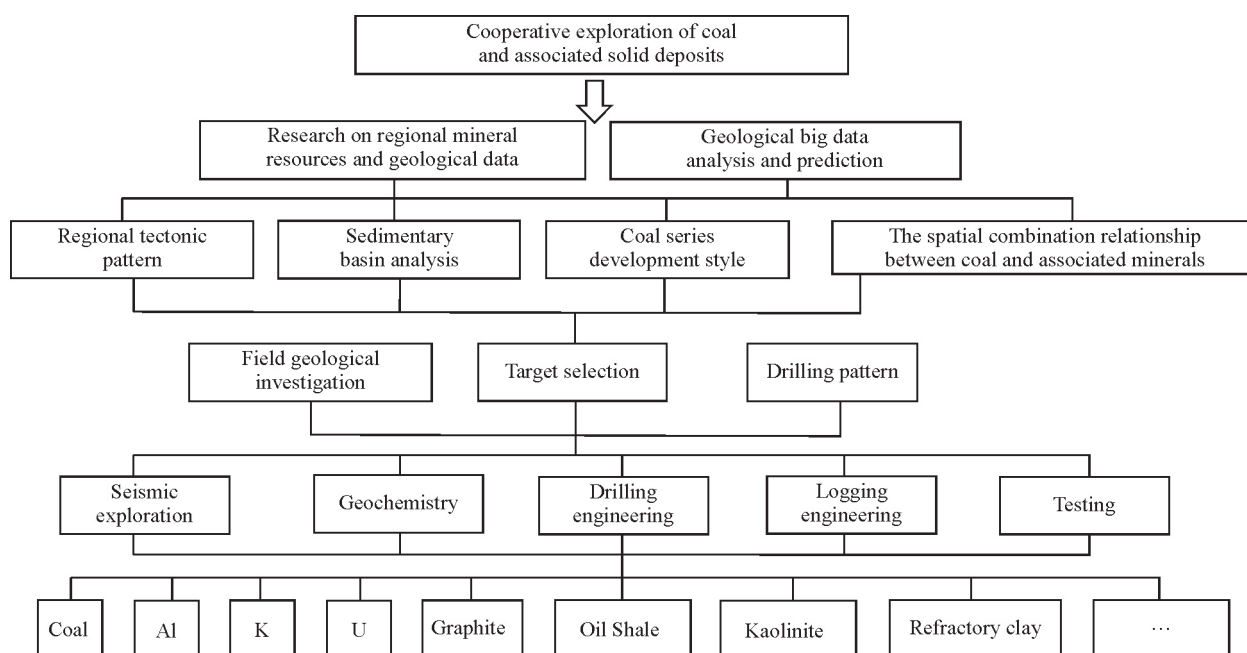 Cooperative exploration of coal
and associated solid deposits
Research on regional mineral
resources and geological data
Geological big data
analysis and prediction
Regional tectonic
pattern
Sedimentary
basin analysis
Coal series
development style
The spatial combination relationship
between coal and associated minerals
Field geological
investigation
Target selection
Drilling pattern
Seismic
exploration
Geochemistry
Drilling
engineering
Logging
engineering
Testing
Coal
Al
K
U
Graphite
Oil Shale
Kaolinite
Refractory clay
…